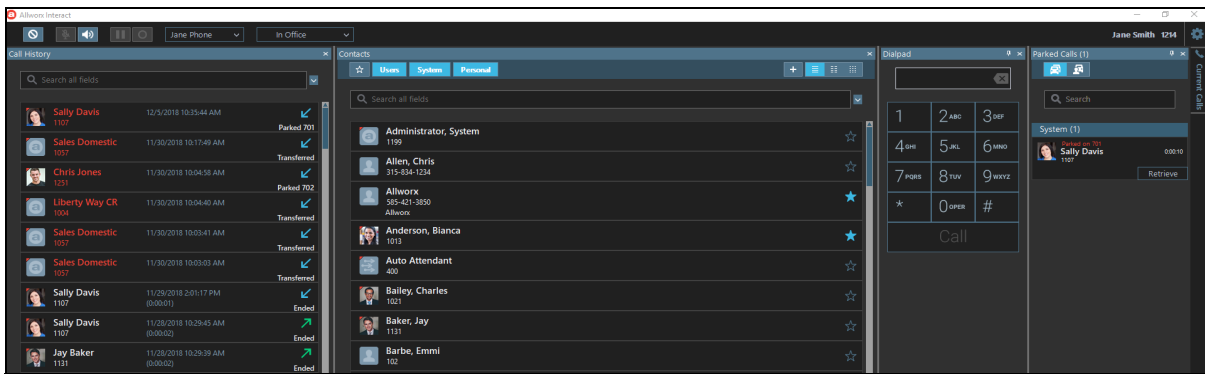 Allworx Interact
Jane Phone
In Office
Jane Smith 1214
Call History
Search all fields
Sally Davis 12/5/2018 10:35:44 AM
1107
Parked 701
Sales Domestic 11/30/2018 10:17:49 AM
1057
Transferred
Chris Jones 11/30/2018 10:04:58 AM
1251
Parked 702
Liberty Way CR 11/30/2018 10:04:40 AM
1004
Transferred
Sales Domestic 11/30/2018 10:03:41 AM
1057
Transferred
Sales Domestic 11/30/2018 10:03:03 AM
1057
Transferred
Sally Davis 11/29/2018 2:01:17 PM
1107 (0:00:01)
Ended
Sally Davis 11/28/2018 10:29:45 AM
1107 (0:00:02)
Ended
Jay Baker 11/28/2018 10:29:39 AM
1131 (0:00:02)
Ended
Contacts
Users System Personal
Search all fields
Administrator, System
1199
Allen, Chris
315-834-1234
Allworx
585-421-3850
Allworx
Anderson, Bianca
1013
Auto Attendant
400
Bailey, Charles
1021
Baker, Jay
1131
Barbe, Emmi
102
Dialpad
1 2 ABC 3 DEF
4 GHI 5 JKL 6 MNO
7 PQRS 8 TUV 9 WXYZ
* 0 OPER #
Call
Parked Calls (1)
Search
System (1)
Parked on 701
Sally Davis 0:00:10
1107
Retrieve
Current Calls